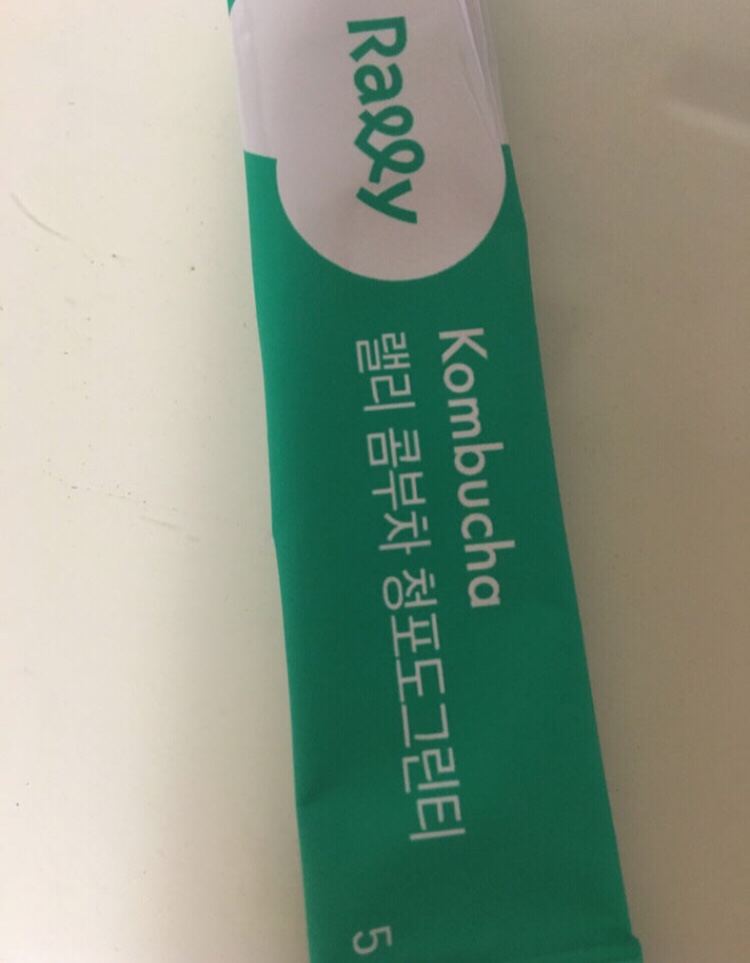 Rally
Kombucha
랠리 콤부차 청포도그린티
5